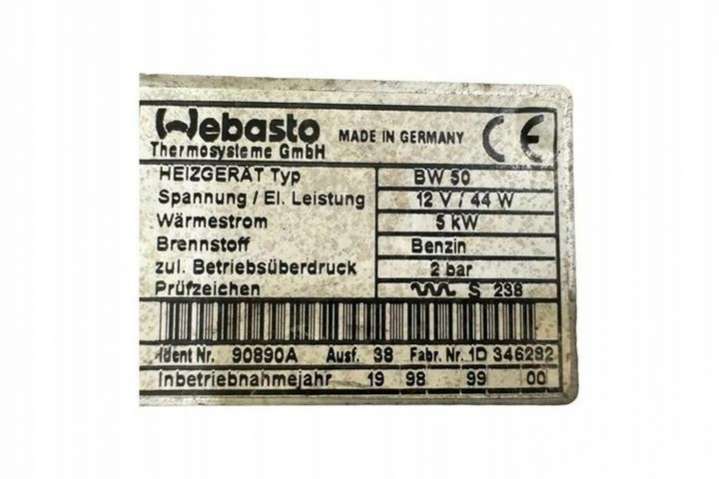 Webasto MADE IN GERMANY CE
Thermosysteme GmbH
HEIZGERÄT Typ BW 50
Spannung / El. Leistung 12 V / 44 W
Wärmestrom 5 kW
Brennstoff Benzin
zul. Betriebsüberdruck 2 bar
Prüfzeichen S 238
Ident Nr. 90890A Ausf. 38 Fabr. Nr. 1D 346292
Inbetriebnahmejahr 19 98 99 00